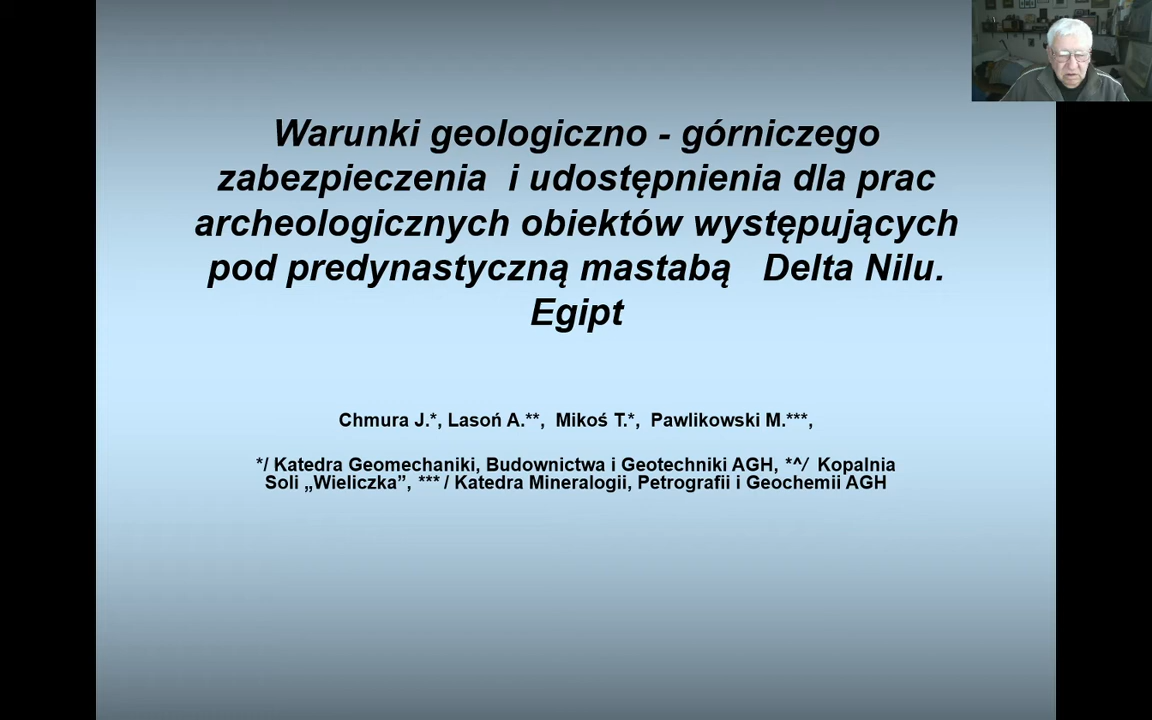 Warunki geologiczno - górniczego
zabezpieczenia i udostępnienia dla prac
archeologicznych obiektów występujących
pod predynastyczną mastabą Delta Nilu.
Egipt
Chmura J.*, Lasoń A.**, Mikoś T.*, Pawlikowski M.***,
*/ Katedra Geomechaniki, Budownictwa i Geotechniki AGH, *^/ Kopalnia
Soli „Wieliczka”, *** / Katedra Mineralogii, Petrografii i Geochemii AGH